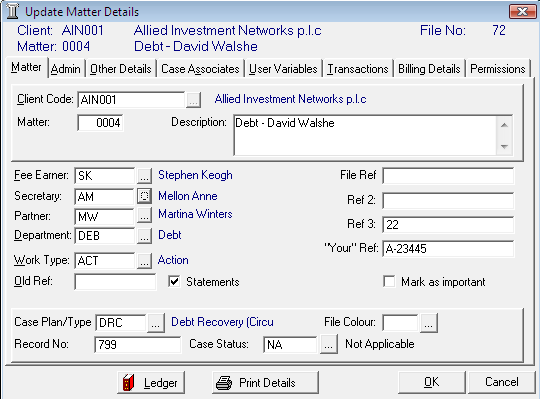 Update Matter Details
Client: AIN001 Allied Investment Networks p.l.c File No: 72
Matter: 0004 Debt - David Walshe
Matter Admin Other Details Case Associates User Variables Transactions Billing Details Permissions
Client Code: AIN001 ... Allied Investment Networks p.l.c
Matter: 0004 Description: Debt - David Walshe
Fee Earner: SK ... Stephen Keogh File Ref
Secretary: AM Mellon Anne Ref 2:
Partner: MW ... Martina Winters Ref 3: 22
Department: DEB ... Debt "Your" Ref: A-23445
Work Type: ACT ... Action
Old Ref: Statements Mark as important
Case Plan/Type DRC ... Debt Recovery (Circu File Colour: ...
Record No: 799 Case Status: NA ... Not Applicable
Ledger Print Details OK Cancel